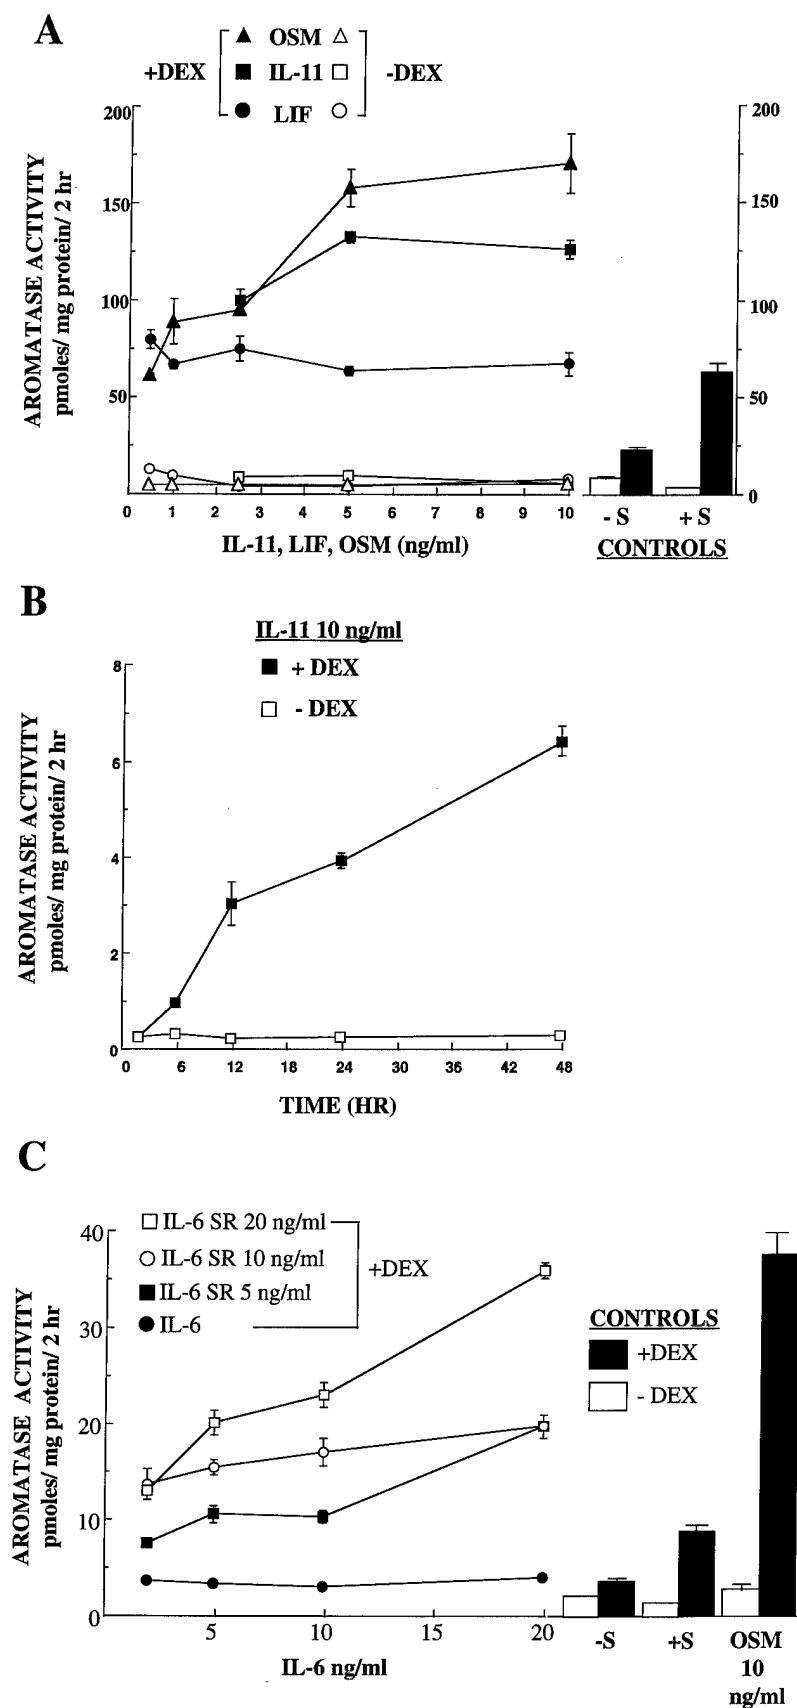 A
+DEX
OSM
IL-11
LIF
-DEX
AROMATASE ACTIVITY
pmoles/ mg protein/ 2 hr
200
150
100
50
200
150
100
50
0
0 1 2 3 4 5 6 7 8 9 10
IL-11, LIF, OSM (ng/ml)
- S
+ S
CONTROLS
B
IL-11 10 ng/ml
+ DEX
- DEX
AROMATASE ACTIVITY
pmoles/ mg protein/ 2 hr
8
6
4
2
0
0 6 12 18 24 30 36 42 48
TIME (HR)
C
IL-6 SR 20 ng/ml
IL-6 SR 10 ng/ml
IL-6 SR 5 ng/ml
IL-6
+DEX
AROMATASE ACTIVITY
pmoles/ mg protein/ 2 hr
40
30
20
10
0
5 10 15 20
IL-6 ng/ml
CONTROLS
+DEX
- DEX
-S
+S
OSM
10
ng/ml